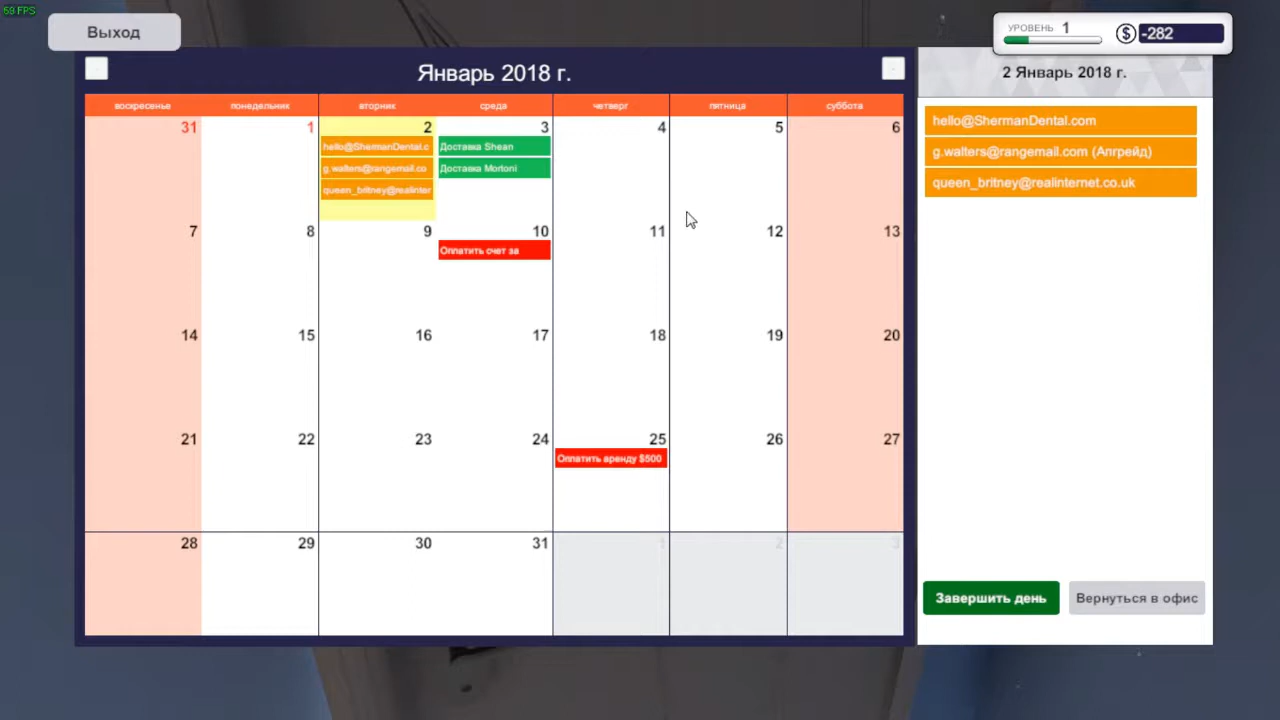 59 FPS
Выход
УРОВЕНЬ 1
$ -282
Январь 2018 г.
2 Январь 2018 г.
воскресенье понедельник вторник среда четверг пятница суббота
31 1 2 3 4 5 6
hello@ShermanDental.c
Доставка Shean
g.walters@rangemail.co
Доставка Mortoni
queen_britney@realinter
7 8 9 10 11 12 13
Оплатить счет за
14 15 16 17 18 19 20
21 22 23 24 25 26 27
Оплатить аренду $500
28 29 30 31 1 2 3
hello@ShermanDental.com
g.walters@rangemail.com (Апгрейд)
queen_britney@realinternet.co.uk
Завершить день
Вернуться в офис